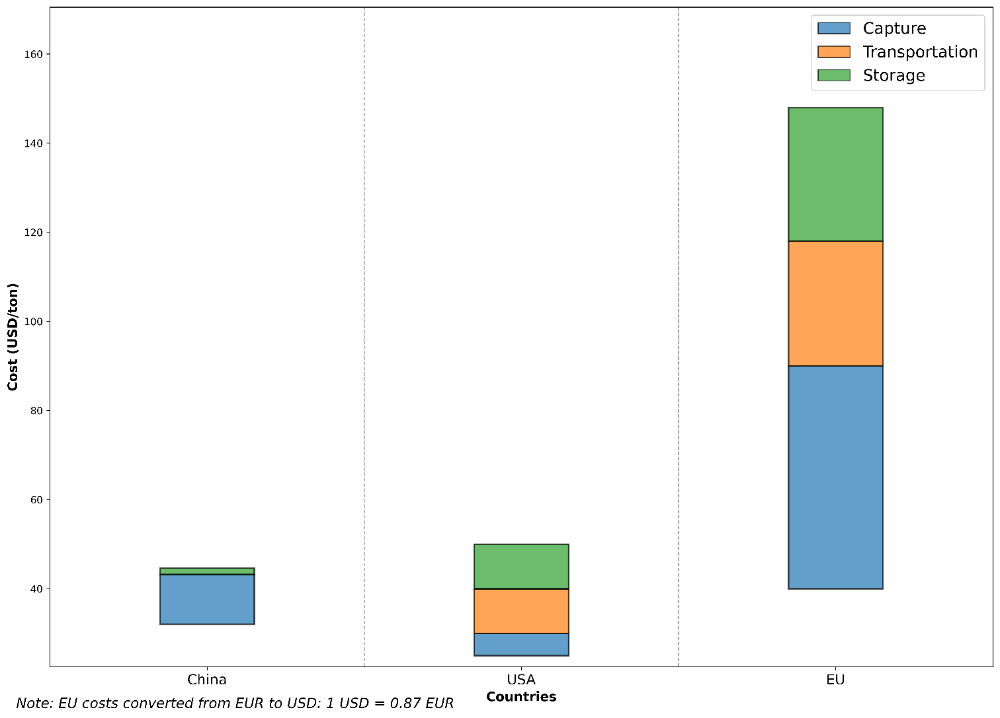 Capture
Transportation
Storage
160
140
120
100
80
60
40
Cost (USD/ton)
China
USA
EU
Countries
Note: EU costs converted from EUR to USD: 1 USD = 0.87 EUR